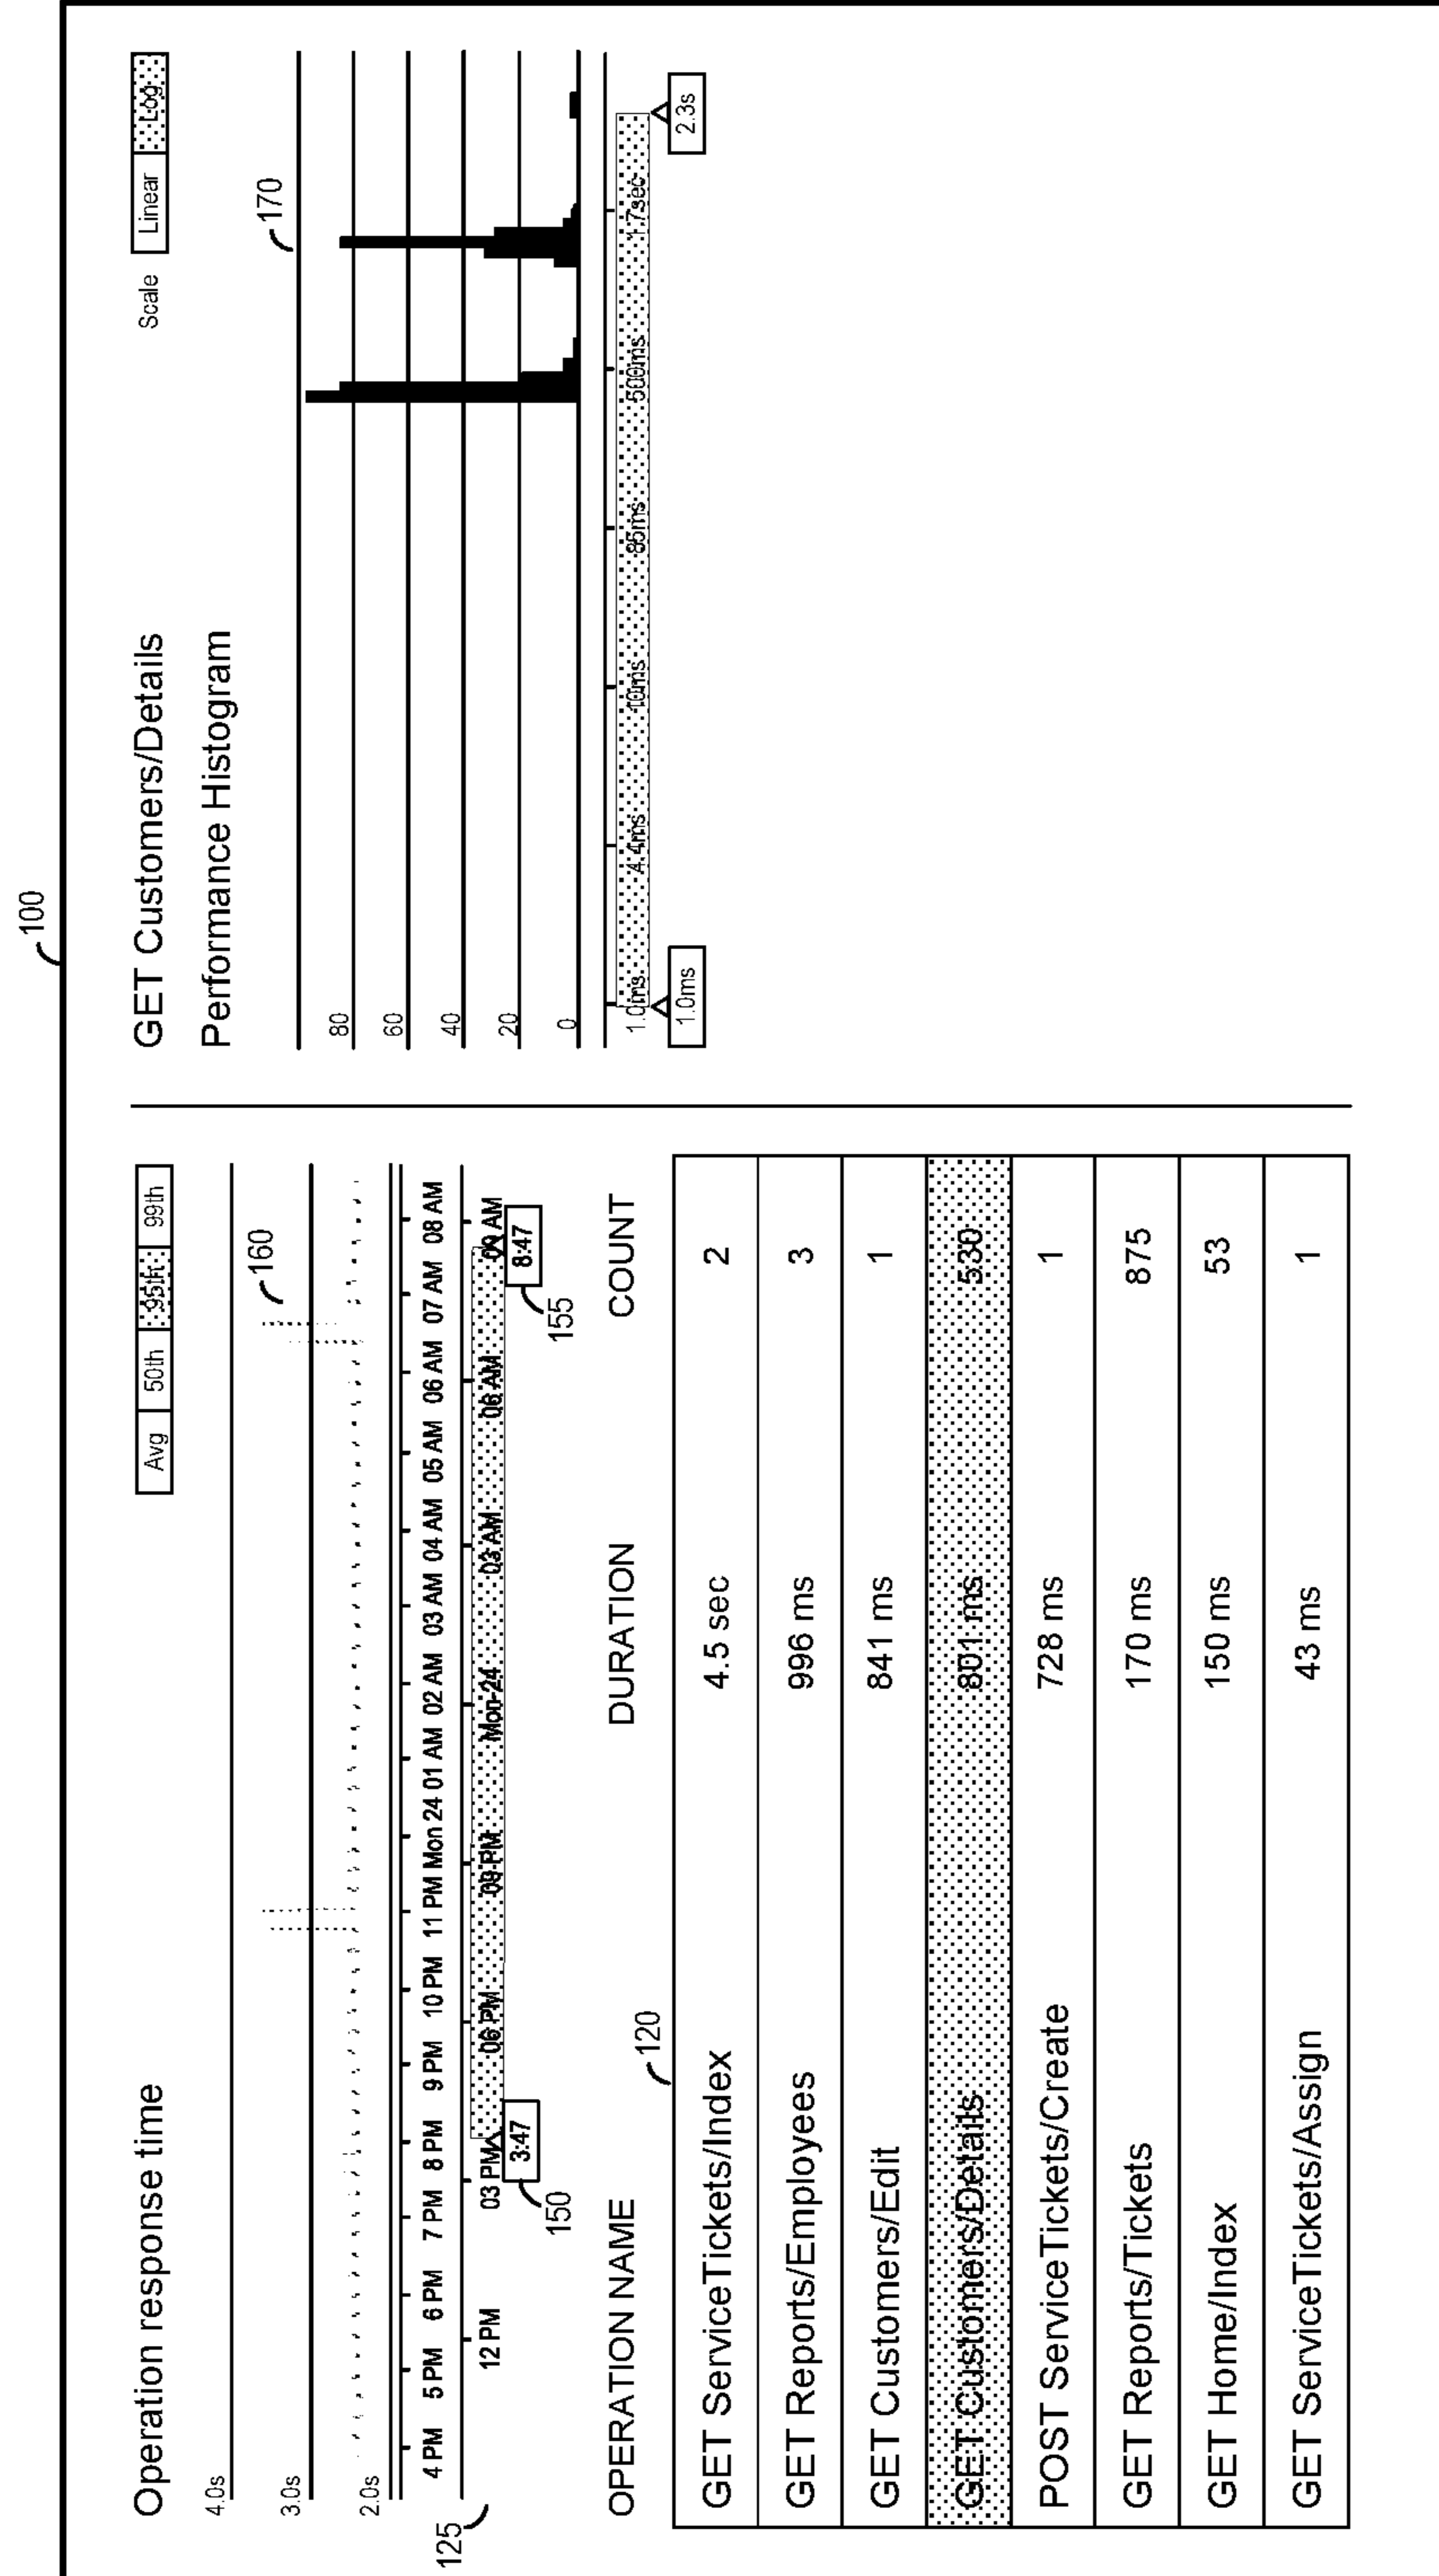 100
Operation response time
Avg 50th 95th 99th
160
4.0s
3.0s
2.0s
4 PM 5 PM 6 PM 7 PM 8 PM 9 PM 10 PM 11 PM Mon 24 01 AM 02 AM 03 AM 04 AM 05 AM 06 AM 07 AM 08 AM
125
12 PM 03 PM 06 PM 09 PM Mon-24 03 AM 06 AM 09 AM
3:47 8:47
150 155
120
OPERATION NAME DURATION COUNT
GET ServiceTickets/Index 4.5 sec 2
GET Reports/Employees 996 ms 3
GET Customers/Edit 841 ms 1
GET Customers/Details 801 ms 530
POST ServiceTickets/Create 728 ms 1
GET Reports/Tickets 170 ms 875
GET Home/Index 150 ms 53
GET ServiceTickets/Assign 43 ms 1
GET Customers/Details
Scale Linear Log
Performance Histogram
170
80
60
40
20
0
1.0ms 4.4ms 10ms 85ms 500ms 1.7sec
1.0ms 2.3s